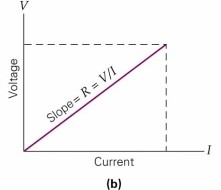 V
Voltage
Slope = R = V/I
I
Current
(b)